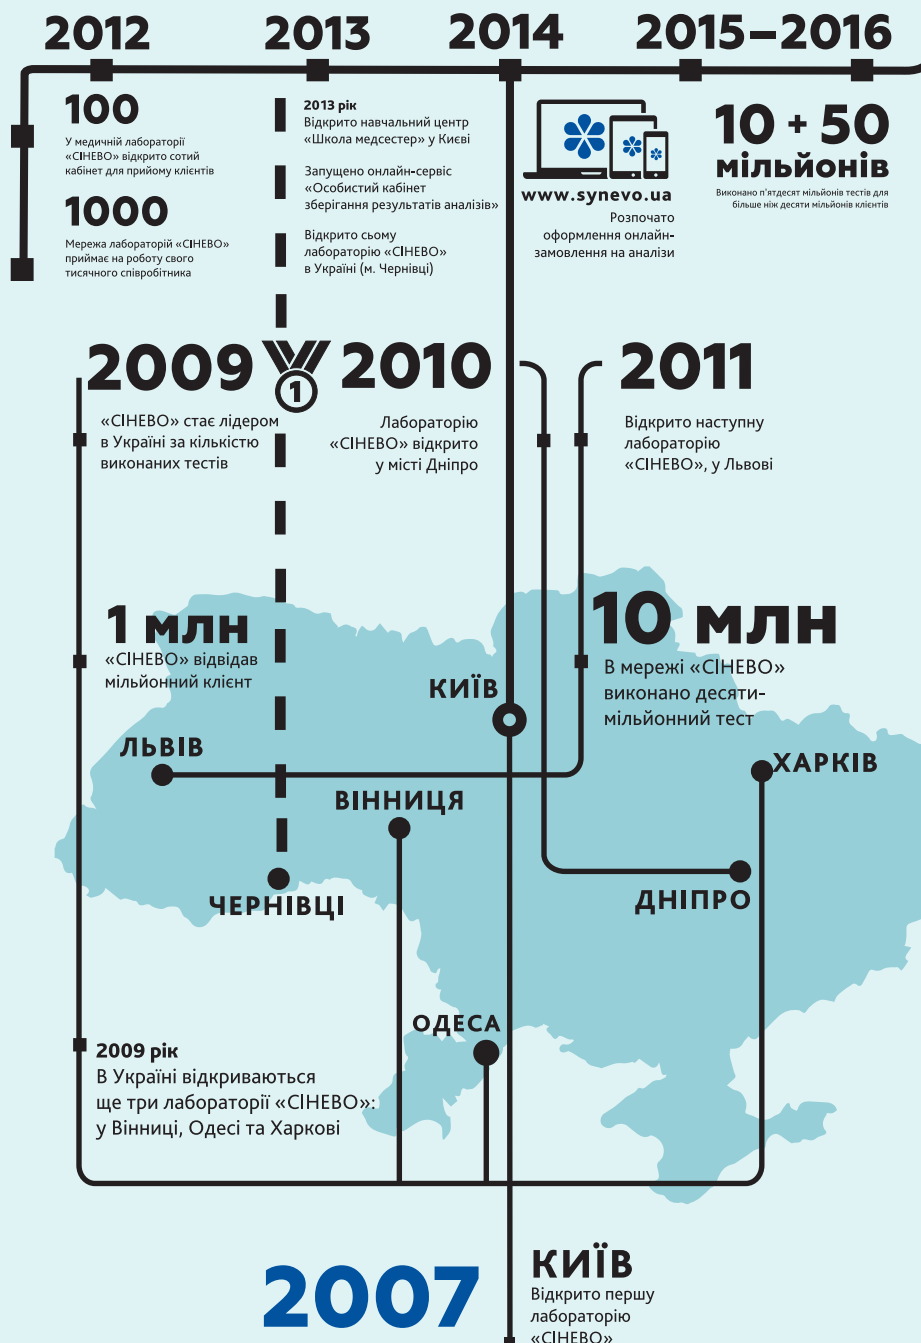 2012
2013
2014
2015–2016
100
У медичній лабораторії
«СІНЕВО» відкрито сотий
кабінет для прийому клієнтів
1000
Мережа лабораторій «СІНЕВО»
приймає на роботу свого
тисячного співробітника
2013 рік
Відкрито навчальний центр
«Школа медсестер» у Києві
Запущено онлайн-сервіс
«Особистий кабінет
зберігання результатів аналізів»
Відкрито сьому
лабораторію «СІНЕВО»
в Україні (м. Чернівці)
www.synevo.ua
Розпочато
оформлення онлайн-
замовлення на аналізи
10 + 50
мільйонів
Виконано п'ятдесят мільйонів тестів для
більше ніж десяти мільйонів клієнтів
2009
1
«СІНЕВО» стає лідером
в Україні за кількістю
виконаних тестів
2010
Лабораторію
«СІНЕВО» відкрито
у місті Дніпро
2011
Відкрито наступну
лабораторію
«СІНЕВО», у Львові
1 млн
«СІНЕВО» відвідав
мільйонний клієнт
10 млн
В мережі «СІНЕВО»
виконано десяти-
мільйонний тест
КИЇВ
ЛЬВІВ
ХАРКІВ
ВІННИЦЯ
ЧЕРНІВЦІ
ДНІПРО
ОДЕСА
2009 рік
В Україні відкриваються
ще три лабораторії «СІНЕВО»:
у Вінниці, Одесі та Харкові
2007
КИЇВ
Відкрито першу
лабораторію
«СІНЕВО»